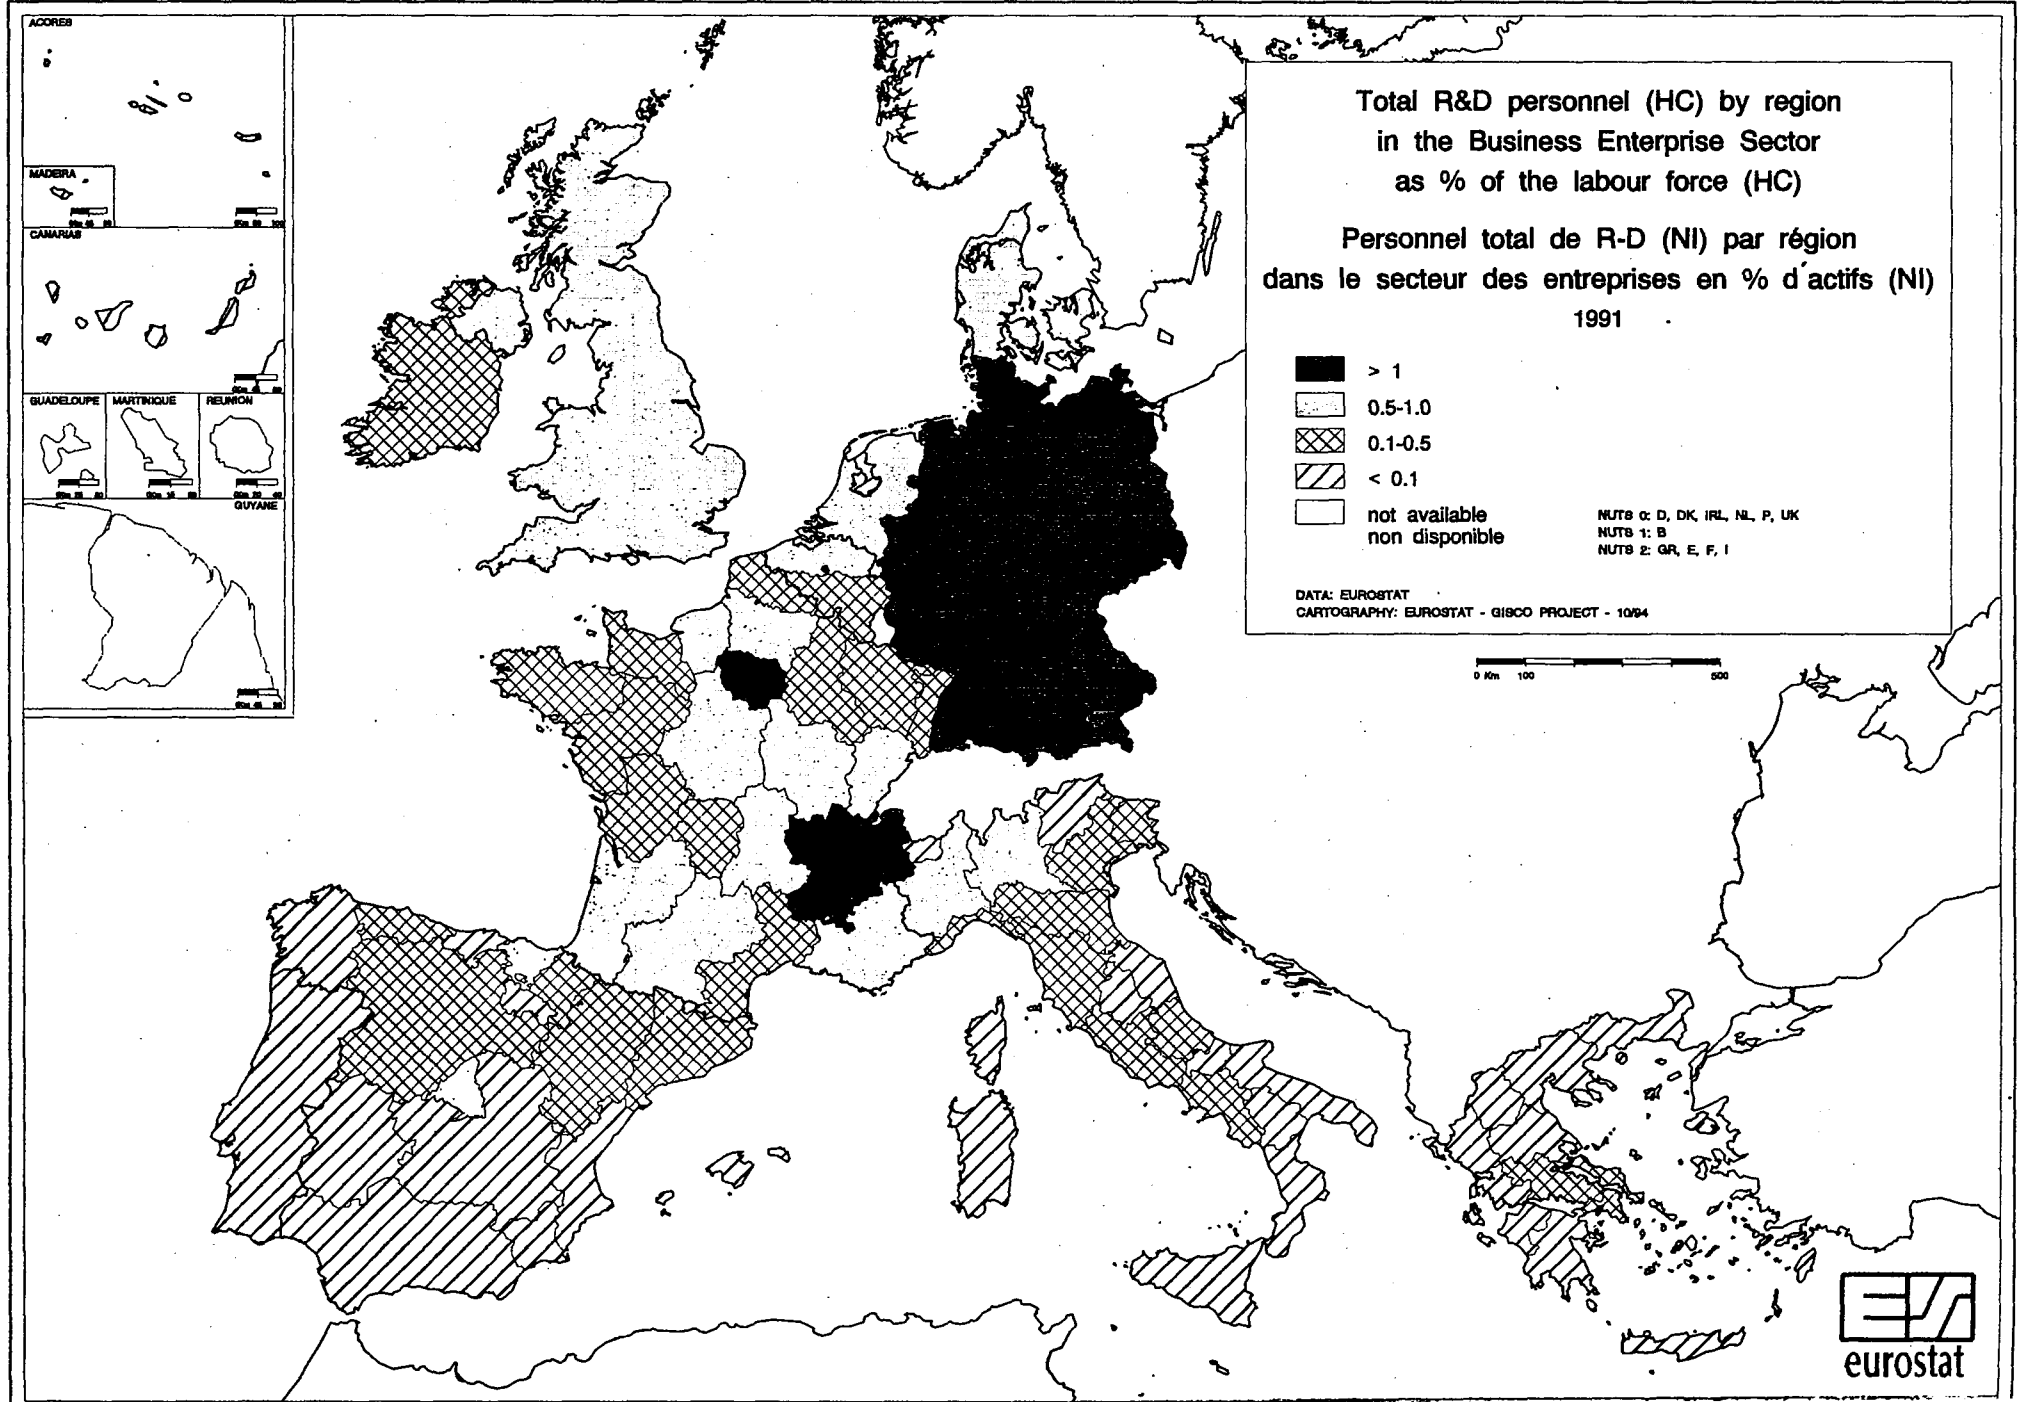 ACORES
MADEIRA
CANARIAS
GUADELOUPE
MARTINIQUE
REUNION
GUYANE
Total R&D personnel (HC) by region
in the Business Enterprise Sector
as % of the labour force (HC)
Personnel total de R-D (NI) par région
dans le secteur des entreprises en % d'actifs (NI)
1991
> 1
0.5-1.0
0.1-0.5
< 0.1
not available
non disponible
NUTS 0: D, DK, IRL, NL, P, UK
NUTS 1: B
NUTS 2: GR, E, F, I
DATA: EUROSTAT
CARTOGRAPHY: EUROSTAT - GISCO PROJECT - 10/94
0 Km 100 500
eurostat